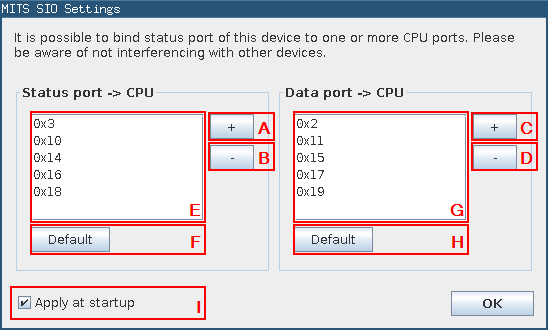 MITS SIO Settings
It is possible to bind status port of this device to one or more CPU ports. Please
be aware of not interferencing with other devices.
Status port -> CPU
0x3
0x10
0x14
0x16
0x18
E
+ A
- B
Default F
Data port -> CPU
0x2
0x11
0x15
0x17
0x19
G
+ C
- D
Default H
Apply at startup I
OK